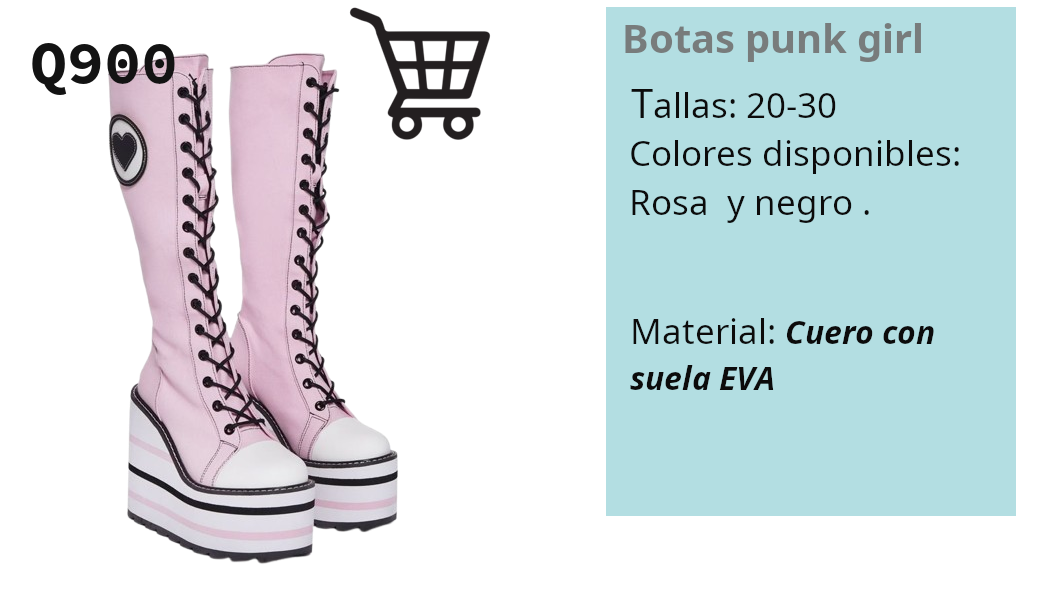 Q900
Botas punk girl
Tallas: 20-30
Colores disponibles:
Rosa  y negro .
Material: Cuero con
suela EVA